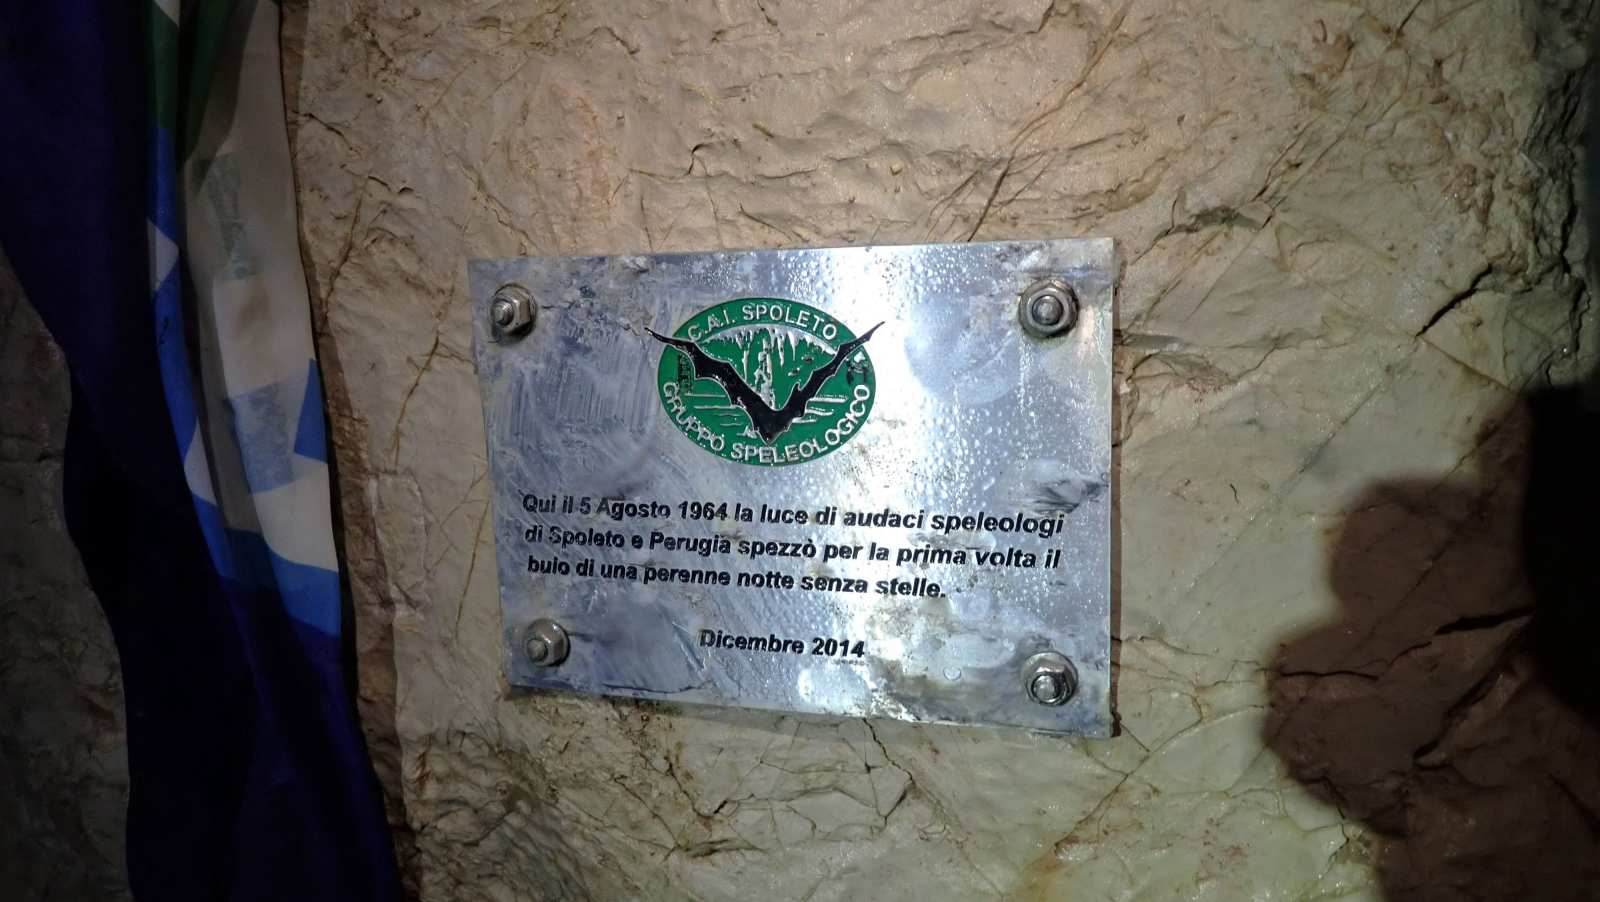 C.A.I. SPOLETO
GRUPPO SPELEOLOGICO
Qui il 5 Agosto 1964 la luce di audaci speleologi
di Spoleto e Perugia spezzò per la prima volta il
buio di una perenne notte senza stelle.
Dicembre 2014